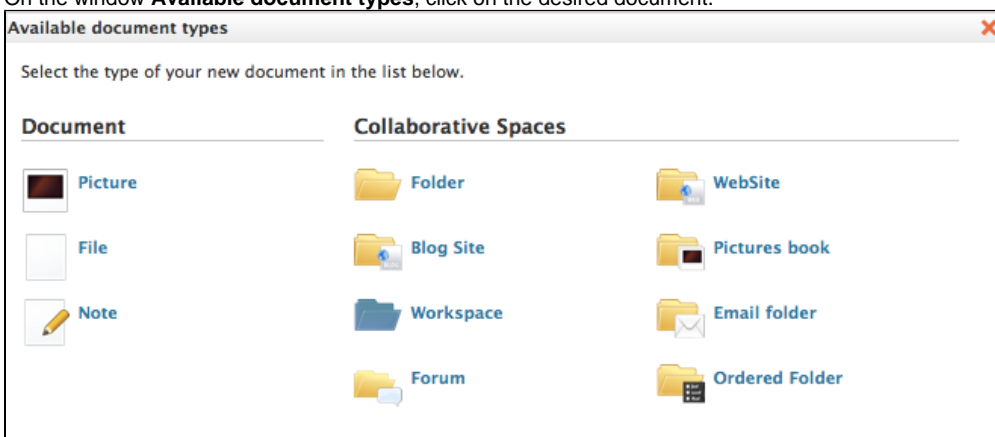 On the window Available document types, click on the desired document.
Available document types
Select the type of your new document in the list below.
Document
Collaborative Spaces
Picture
Folder
WebSite
File
Blog Site
Pictures book
Note
Workspace
Email folder
Forum
Ordered Folder